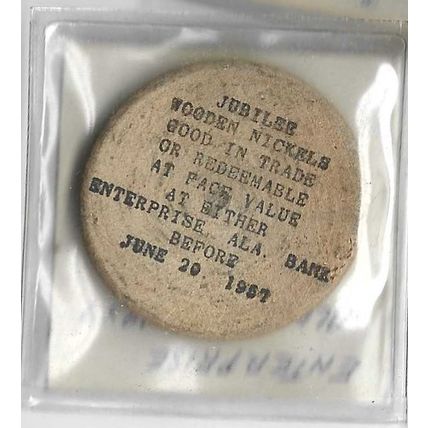 JUBILEE
WOODEN NICKELS
GOOD IN TRADE
OR REDEEMABLE
AT FACE VALUE
AT EITHER
ENTERPRISE ALA. BANK
BEFORE
JUNE 20 1957
ENTERPRISE